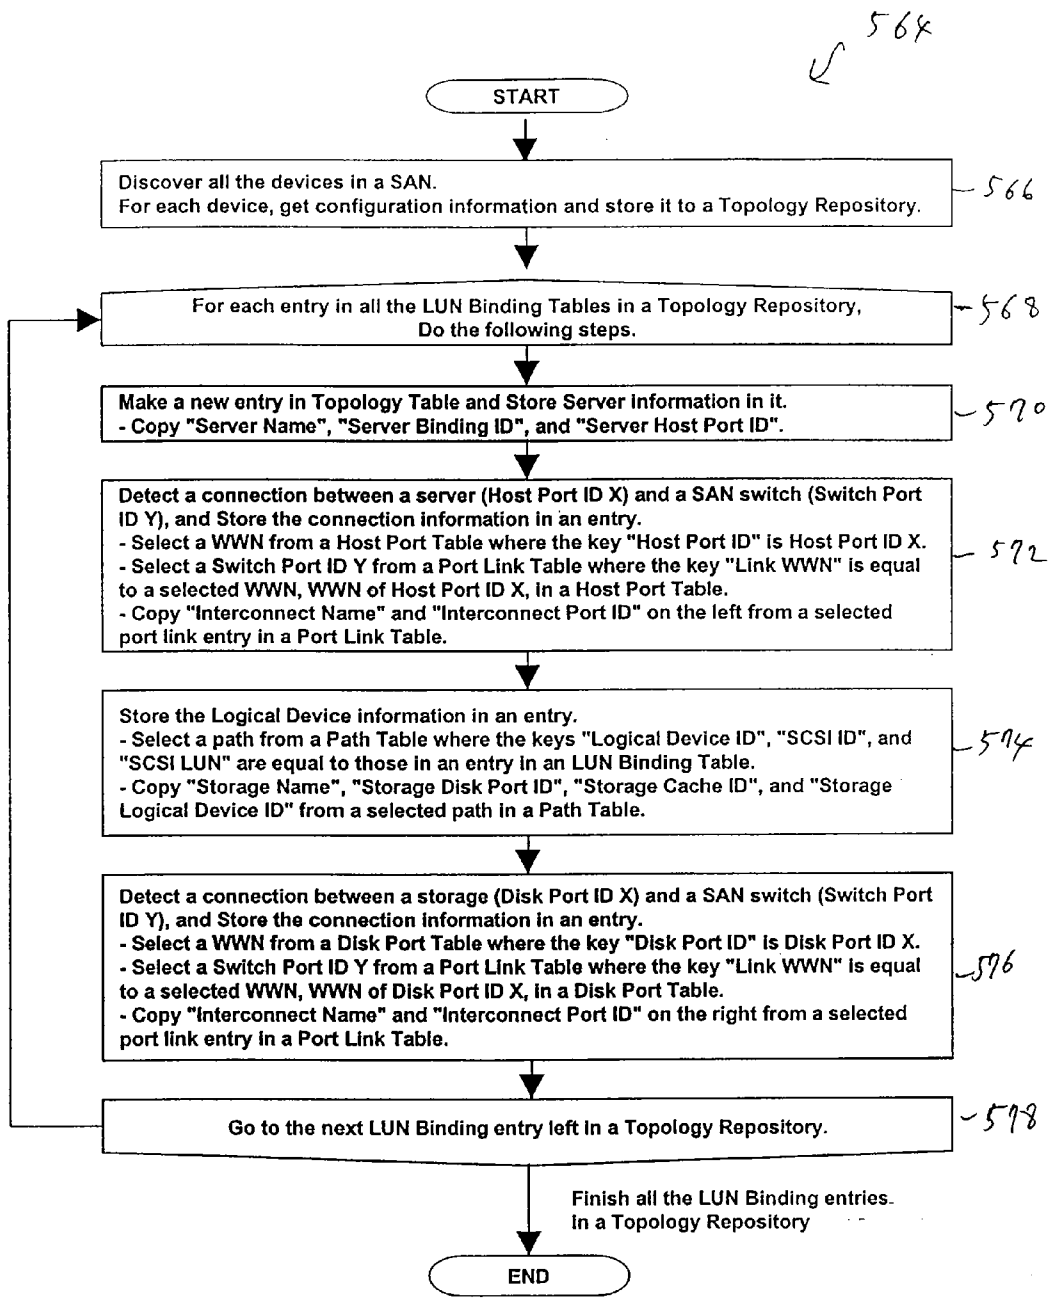 564
START
Discover all the devices in a SAN.
For each device, get configuration information and store it to a Topology Repository.
566
For each entry in all the LUN Binding Tables in a Topology Repository,
Do the following steps.
568
Make a new entry in Topology Table and Store Server information in it.
- Copy "Server Name", "Server Binding ID", and "Server Host Port ID".
570
Detect a connection between a server (Host Port ID X) and a SAN switch (Switch Port
ID Y), and Store the connection information in an entry.
- Select a WWN from a Host Port Table where the key "Host Port ID" is Host Port ID X.
- Select a Switch Port ID Y from a Port Link Table where the key "Link WWN" is equal
to a selected WWN, WWN of Host Port ID X, in a Host Port Table.
- Copy "Interconnect Name" and "Interconnect Port ID" on the left from a selected
port link entry in a Port Link Table.
572
Store the Logical Device information in an entry.
- Select a path from a Path Table where the keys "Logical Device ID", "SCSI ID", and
"SCSI LUN" are equal to those in an entry in an LUN Binding Table.
- Copy "Storage Name", "Storage Disk Port ID", "Storage Cache ID", and "Storage
Logical Device ID" from a selected path in a Path Table.
574
Detect a connection between a storage (Disk Port ID X) and a SAN switch (Switch Port
ID Y), and Store the connection information in an entry.
- Select a WWN from a Disk Port Table where the key "Disk Port ID" is Disk Port ID X.
- Select a Switch Port ID Y from a Port Link Table where the key "Link WWN" is equal
to a selected WWN, WWN of Disk Port ID X, in a Disk Port Table.
- Copy "Interconnect Name" and "Interconnect Port ID" on the right from a selected
port link entry in a Port Link Table.
576
Go to the next LUN Binding entry left in a Topology Repository.
578
Finish all the LUN Binding entries
in a Topology Repository
END